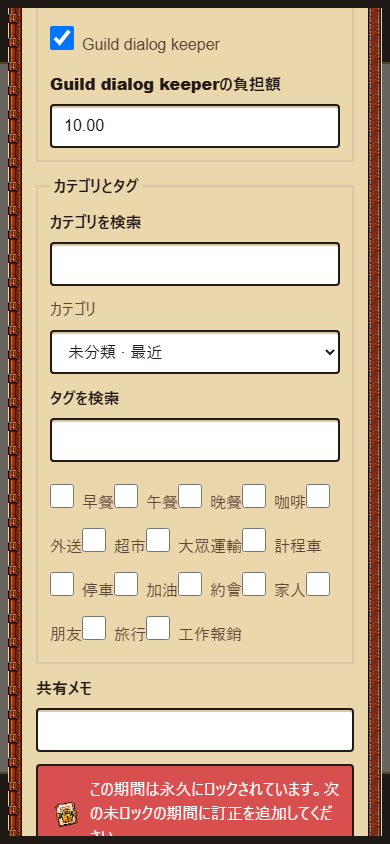 Guild dialog keeper
Guild dialog keeperの負担額
10.00
カテゴリとタグ
カテゴリを検索
カテゴリ
未分類 · 最近
タグを検索
早餐 午餐 晚餐 咖啡
外送 超市 大眾運輸 計程車
停車 加油 約會 家人
朋友 旅行 工作報銷
共有メモ
この期間は永久にロックされています。次
の未ロックの期間に訂正を追加してくだ
さい。